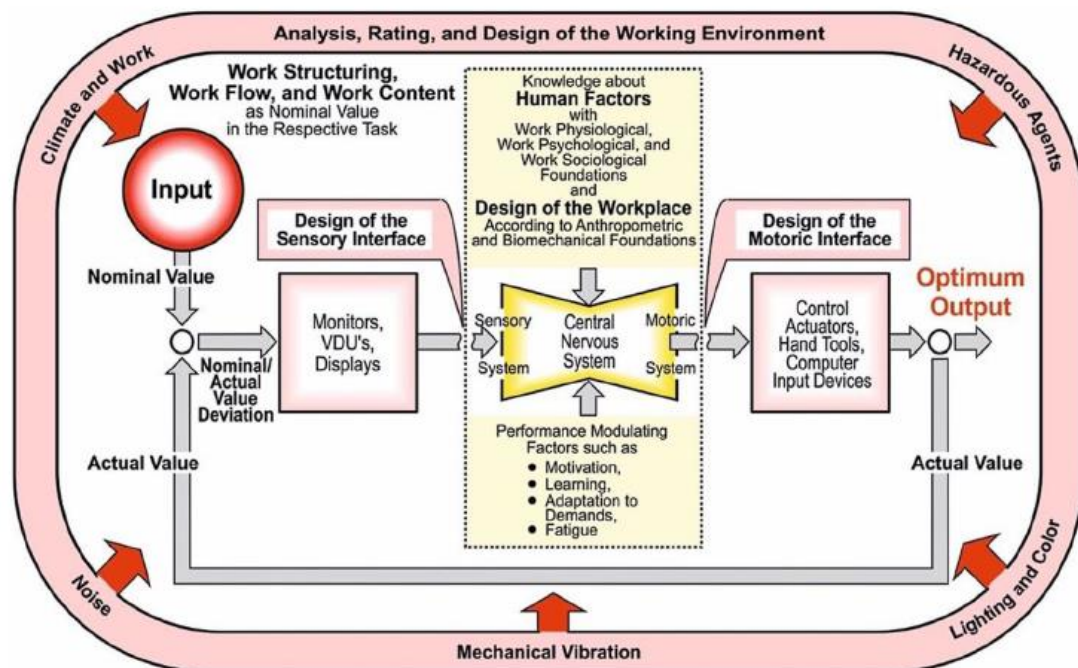 Analysis, Rating, and Design of the Working Environment
Climate and Work
Hazardous Agents
Work Structuring,
Work Flow, and Work Content
as Nominal Value
in the Respective Task
Input
Knowledge about
Human Factors
with
Work Physiological,
Work Psychological, and
Work Sociological
Foundations
and
Design of the Workplace
According to Anthropometric
and Biomechanical Foundations
Design of the
Sensory Interface
Design of the
Motoric Interface
Nominal Value
Optimum
Output
Monitors,
VDU's,
Displays
Sensory
System
Central
Nervous
System
Motoric
System
Control
Actuators,
Hand Tools,
Computer
Input Devices
Nominal/
Actual
Value
Deviation
Performance Modulating
Factors such as
● Motivation,
● Learning,
● Adaptation to
Demands,
● Fatigue
Actual Value
Actual Value
Noise
Mechanical Vibration
Lighting and Color